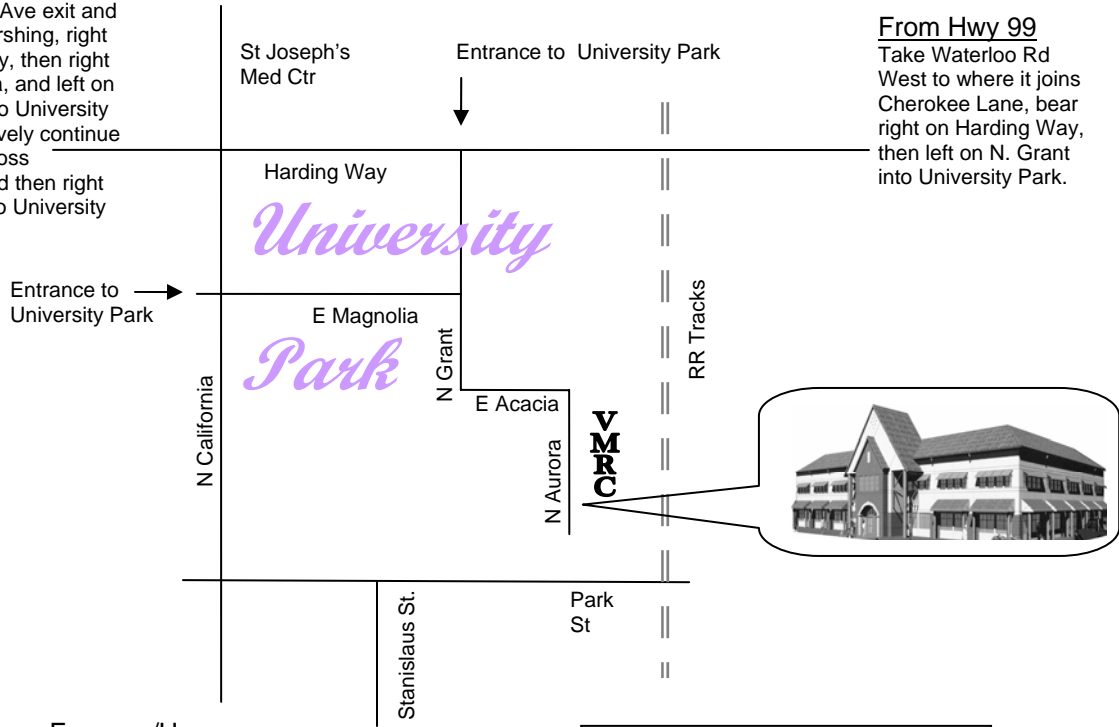 Ave exit and
rshing, right
y, then right
a, and left on
o University
vely continue
oss
d then right
o University
St Joseph's
Med Ctr
Entrance to University Park
From Hwy 99
Take Waterloo Rd
West to where it joins
Cherokee Lane, bear
right on Harding Way,
then left on N. Grant
into University Park.
Harding Way
University
Entrance to
University Park
E Magnolia
Park
N California
N Grant
RR Tracks
E Acacia
N Aurora
VMRC
Park
St
Stanislaus St.